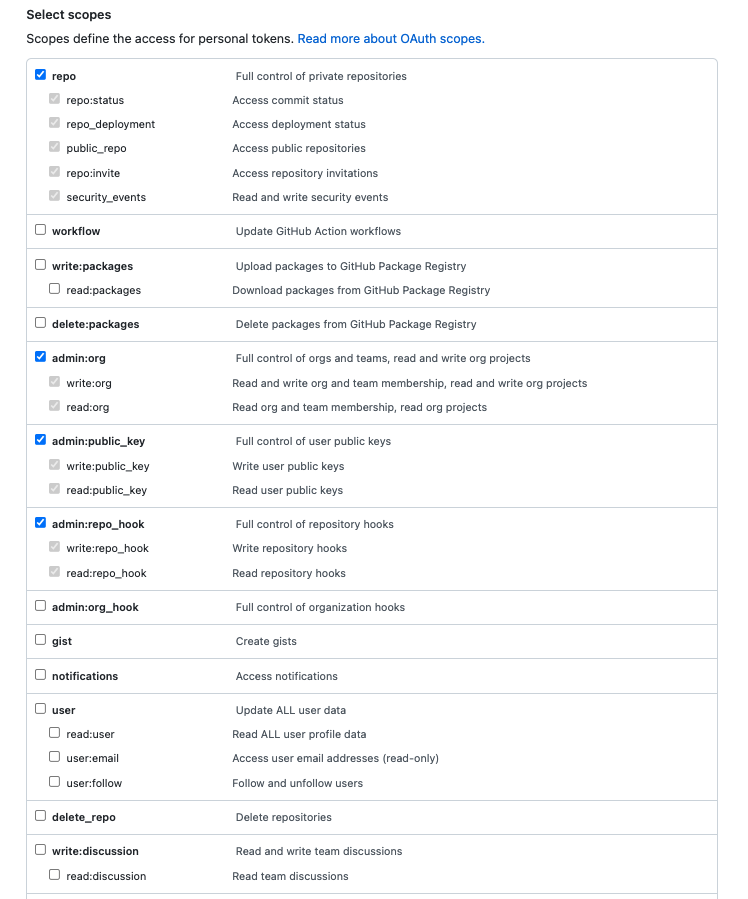 Select scopes
Scopes define the access for personal tokens. Read more about OAuth scopes.
repo Full control of private repositories
repo:status Access commit status
repo_deployment Access deployment status
public_repo Access public repositories
repo:invite Access repository invitations
security_events Read and write security events
workflow Update GitHub Action workflows
write:packages Upload packages to GitHub Package Registry
read:packages Download packages from GitHub Package Registry
delete:packages Delete packages from GitHub Package Registry
admin:org Full control of orgs and teams, read and write org projects
write:org Read and write org and team membership, read and write org projects
read:org Read org and team membership, read org projects
admin:public_key Full control of user public keys
write:public_key Write user public keys
read:public_key Read user public keys
admin:repo_hook Full control of repository hooks
write:repo_hook Write repository hooks
read:repo_hook Read repository hooks
admin:org_hook Full control of organization hooks
gist Create gists
notifications Access notifications
user Update ALL user data
read:user Read ALL user profile data
user:email Access user email addresses (read-only)
user:follow Follow and unfollow users
delete_repo Delete repositories
write:discussion Read and write team discussions
read:discussion Read team discussions